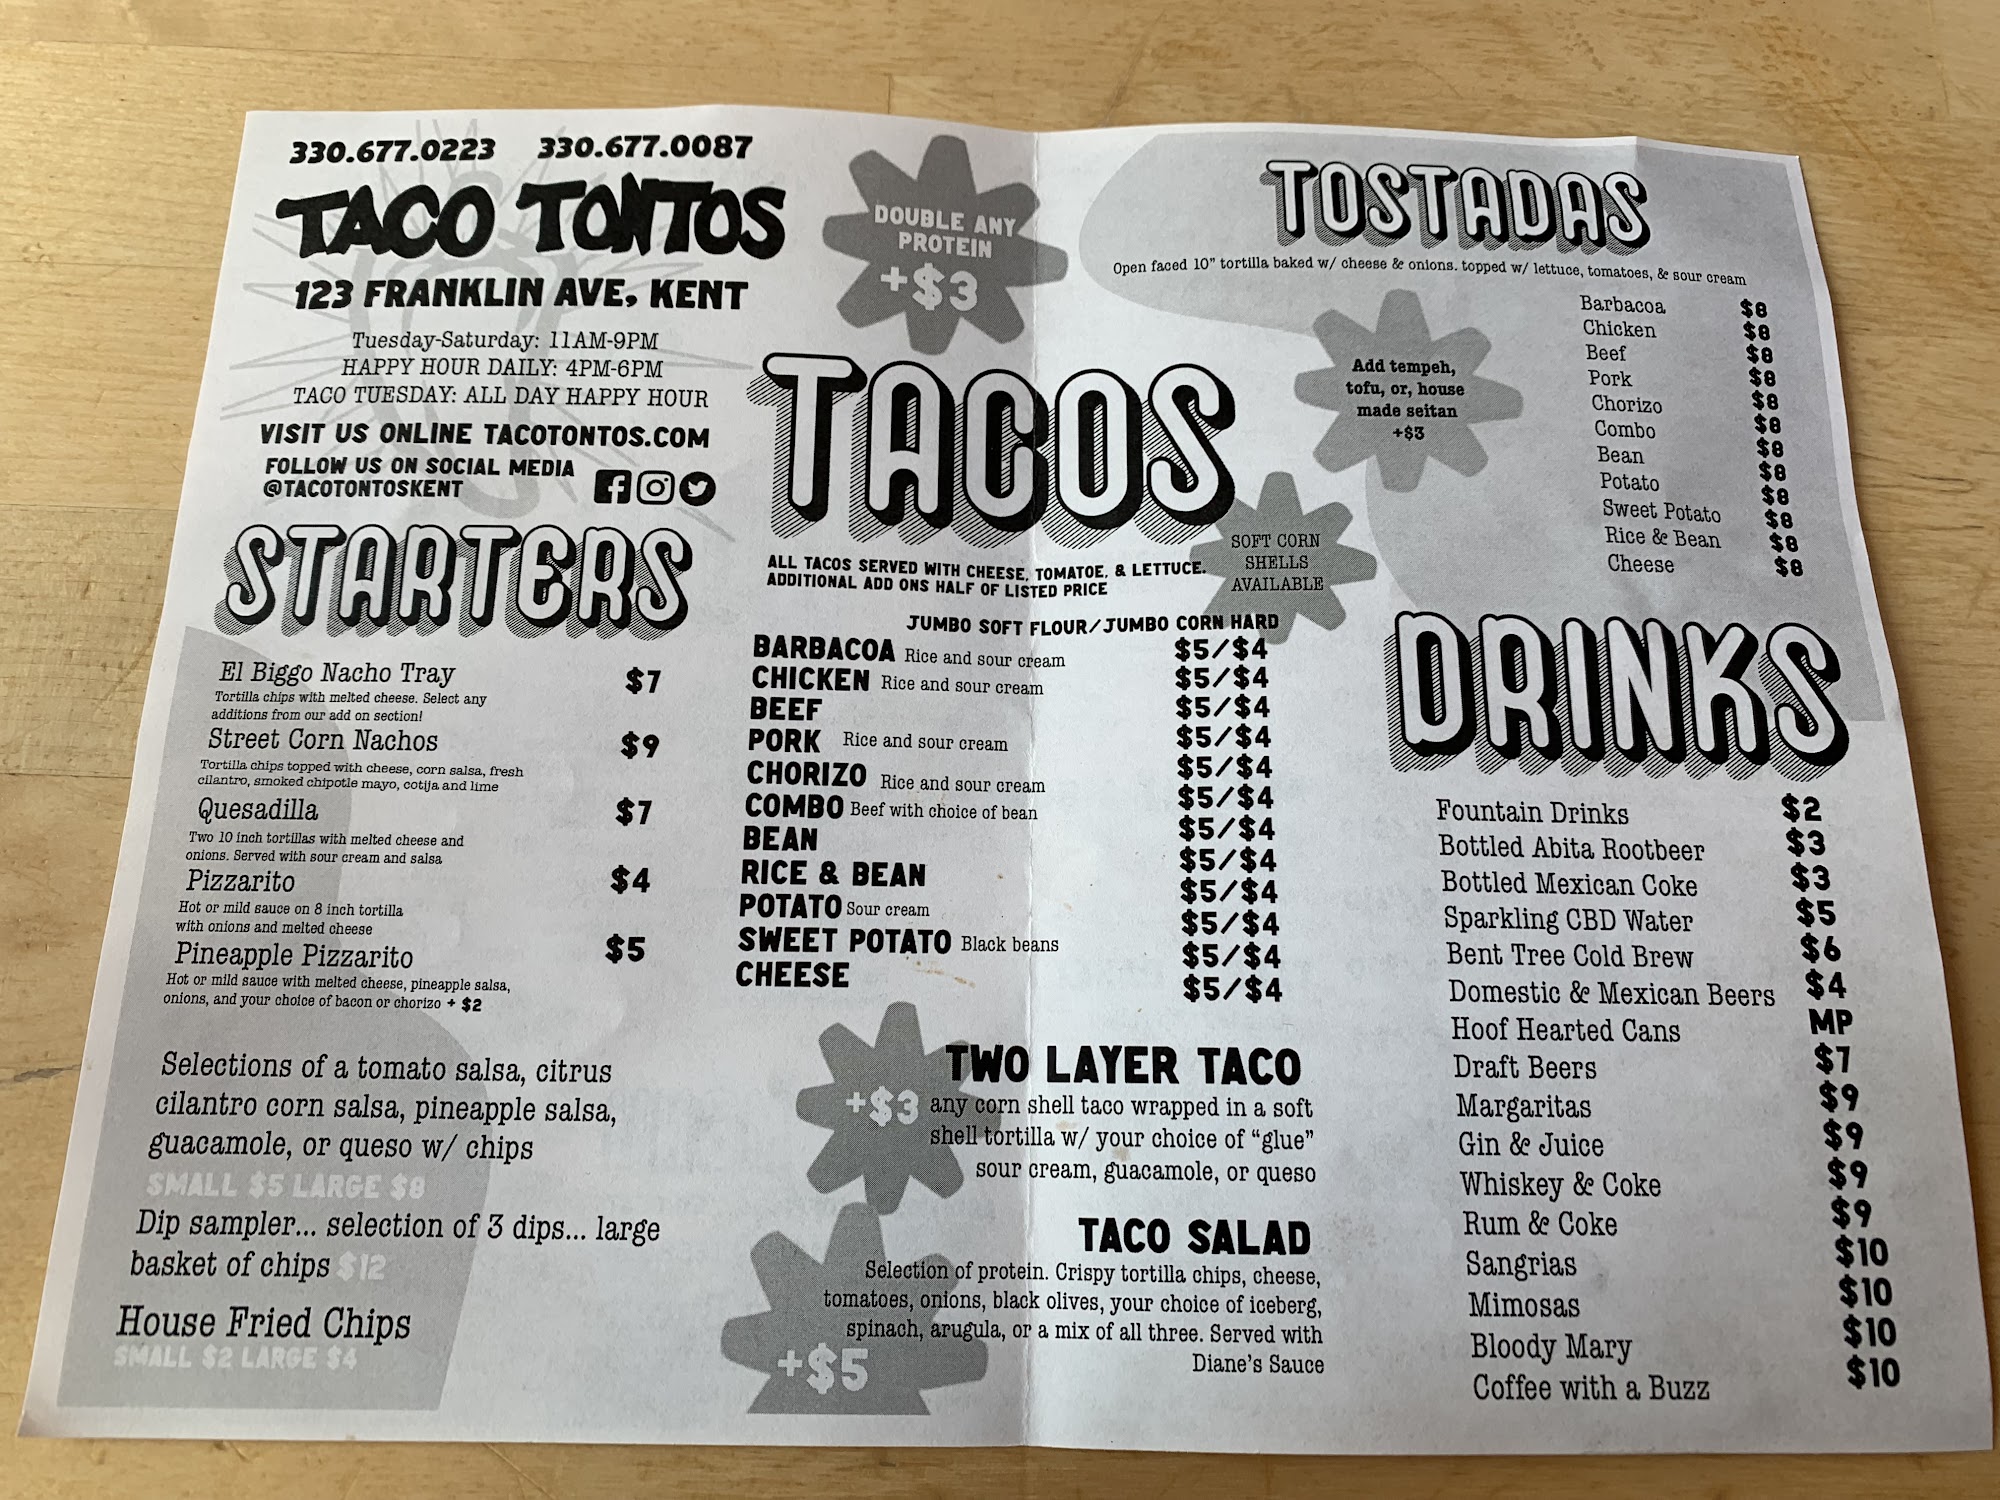 330.677.0223 330.677.0087
TACO TONTOS
123 FRANKLIN AVE, KENT
Tuesday-Saturday: 11AM-9PM
HAPPY HOUR DAILY: 4PM-6PM
TACO TUESDAY: ALL DAY HAPPY HOUR
VISIT US ONLINE TACOTONTOS.COM
FOLLOW US ON SOCIAL MEDIA
@TACOTONTOSKENT
STARTERS
El Biggo Nacho Tray $7
Tortilla chips with melted cheese. Select any
additions from our add on section!
Street Corn Nachos $9
Tortilla chips topped with cheese, corn salsa, fresh
cilantro, smoked chipotle mayo, cotija and lime
Quesadilla $7
Two 10 inch tortillas with melted cheese and
onions. Served with sour cream and salsa
Pizzarito $4
Hot or mild sauce on 8 inch tortilla
with onions and melted cheese
Pineapple Pizzarito $5
Hot or mild sauce with melted cheese, pineapple salsa,
onions, and your choice of bacon or chorizo + $2
Selections of a tomato salsa, citrus
cilantro corn salsa, pineapple salsa,
guacamole, or queso w/ chips
SMALL $5 LARGE $8
Dip sampler... selection of 3 dips... large
basket of chips $12
House Fried Chips
SMALL $2 LARGE $4
DOUBLE ANY
PROTEIN
+$3
TACOS
SOFT CORN
SHELLS
AVAILABLE
ALL TACOS SERVED WITH CHEESE, TOMATOE, & LETTUCE.
ADDITIONAL ADD ONS HALF OF LISTED PRICE
JUMBO SOFT FLOUR/JUMBO CORN HARD
BARBACOA Rice and sour cream $5/$4
CHICKEN Rice and sour cream $5/$4
BEEF $5/$4
PORK Rice and sour cream $5/$4
CHORIZO Rice and sour cream $5/$4
COMBO Beef with choice of bean $5/$4
BEAN $5/$4
RICE & BEAN $5/$4
POTATO Sour cream $5/$4
SWEET POTATO Black beans $5/$4
CHEESE $5/$4
$5/$4
TWO LAYER TACO
+$3 any corn shell taco wrapped in a soft
shell tortilla w/ your choice of "glue"
sour cream, guacamole, or queso
TACO SALAD
Selection of protein. Crispy tortilla chips, cheese,
tomatoes, onions, black olives, your choice of iceberg,
spinach, arugula, or a mix of all three. Served with
Diane's Sauce
+$5
TOSTADAS
Open faced 10" tortilla baked w/ cheese & onions. topped w/ lettuce, tomatoes, & sour cream
Add tempeh,
tofu, or, house
made seitan
+$3
Barbacoa $8
Chicken $8
Beef $8
Pork $8
Chorizo $8
Combo $8
Bean $8
Potato $8
Sweet Potato $8
Rice & Bean $8
Cheese $8
$8
DRINKS
Fountain Drinks $2
Bottled Abita Rootbeer $3
Bottled Mexican Coke $3
Sparkling CBD Water $5
Bent Tree Cold Brew $6
Domestic & Mexican Beers $4
Hoof Hearted Cans MP
Draft Beers $7
Margaritas $9
Gin & Juice $9
Whiskey & Coke $9
Rum & Coke $9
Sangrias $10
Mimosas $10
Bloody Mary $10
Coffee with a Buzz $10